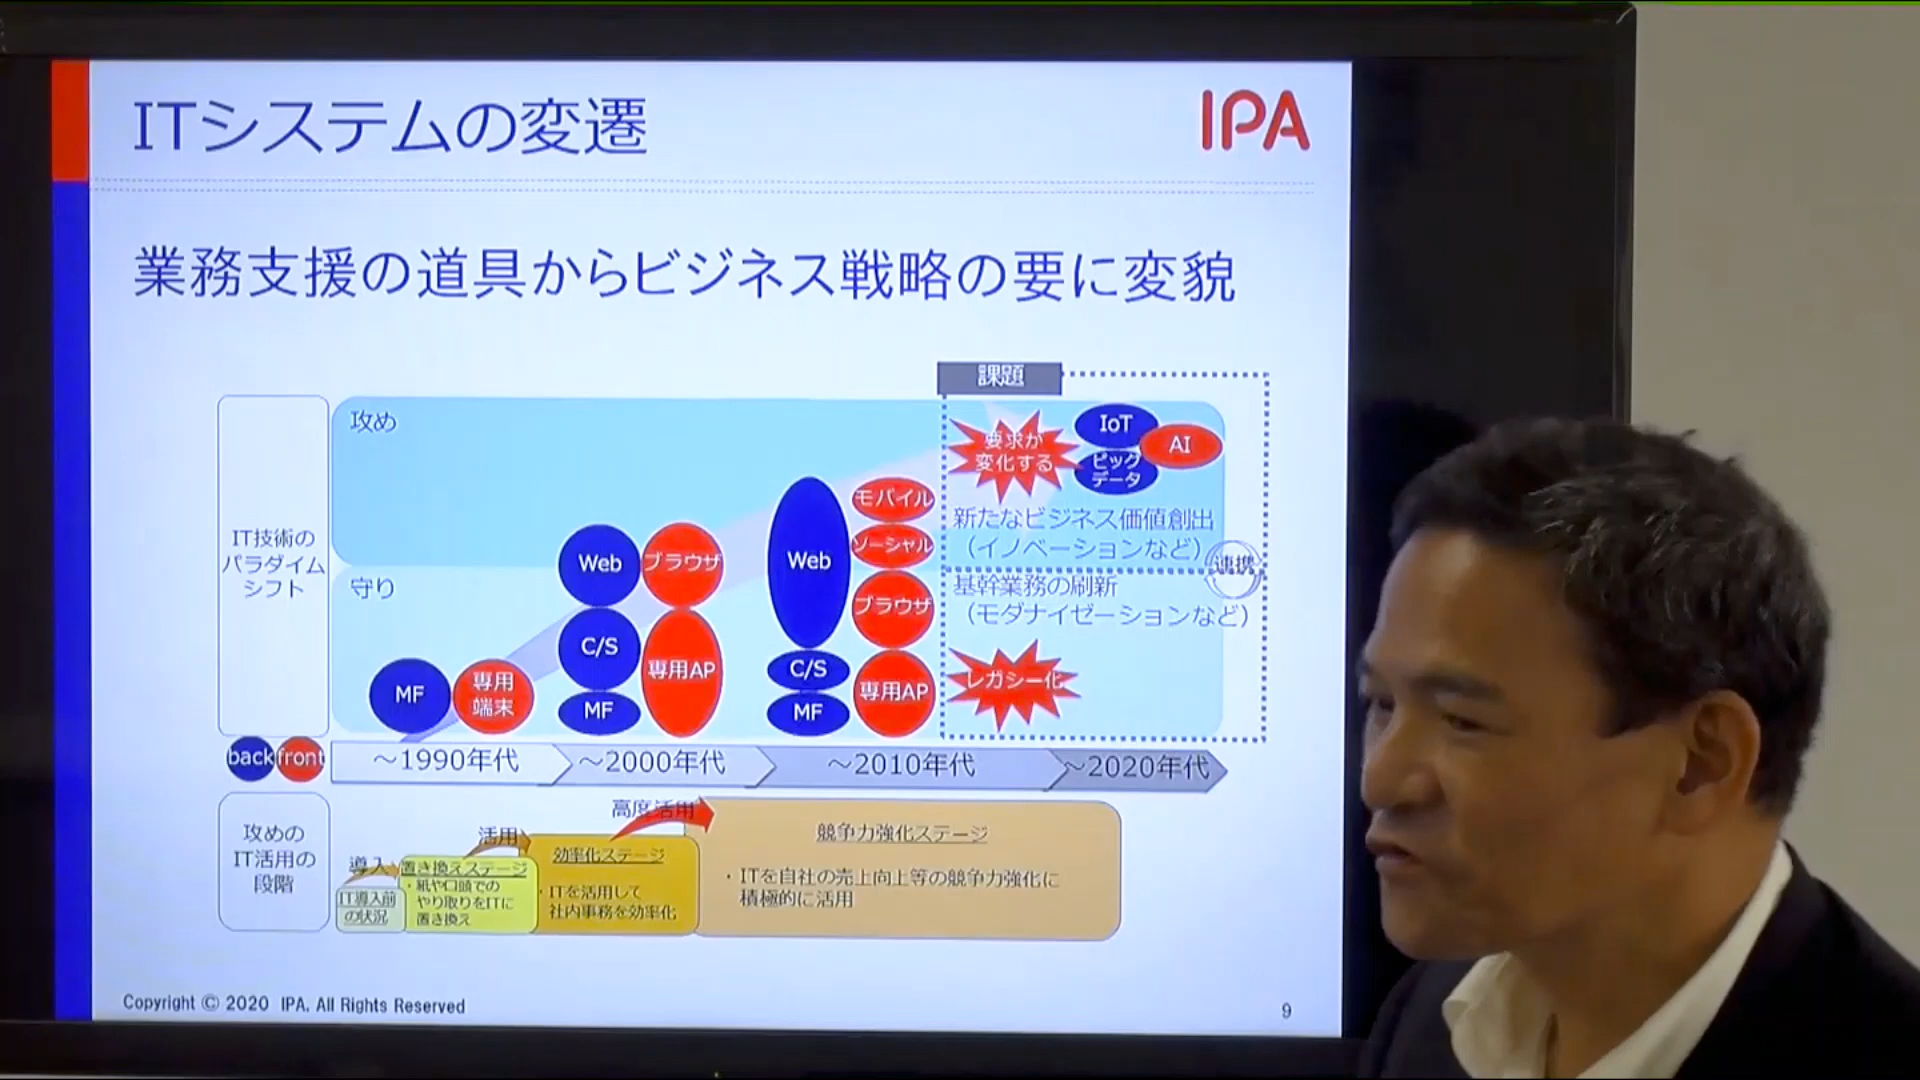 ITシステムの変遷
IPA
業務支援の道具からビジネス戦略の要に変貌
課題
攻め
要求が
変化する
IoT
AI
ビッグ
データ
モバイル
新たなビジネス価値創出
IT技術の
パラダイム
シフト
Web
ブラウザ
Web
ソーシャル
（イノベーションなど）
連携
守り
基幹業務の刷新
（モダナイゼーションなど）
ブラウザ
C/S
専用AP
MF
専用
端末
MF
C/S
MF
専用AP
レガシー化
back
front
～1990年代
～2000年代
～2010年代
～2020年代
攻めの
IT活用の
段階
導入
活用
高度活用
IT導入前
の状況
置き換えステージ
・紙や口頭での
やり取りをITに
置き換え
効率化ステージ
・ITを活用して
社内事務を効率化
競争力強化ステージ
・ITを自社の売上向上等の競争力強化に
積極的に活用
Copyright © 2020 IPA, All Rights Reserved
9